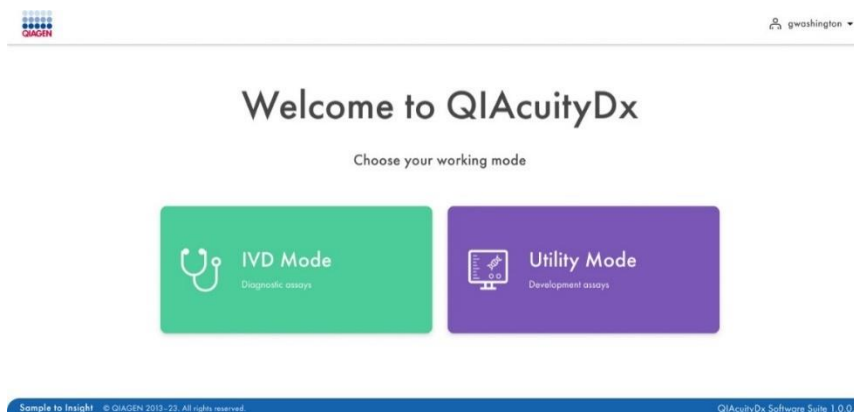 QIAGEN
gwashington
Welcome to QIAcuityDx
Choose your working mode
IVD Mode
Diagnostic assays
Utility Mode
Development assays
Sample to Insight © QIAGEN 2013-23. All rights reserved.
QIAcuityDx Software Suite 1.0.0